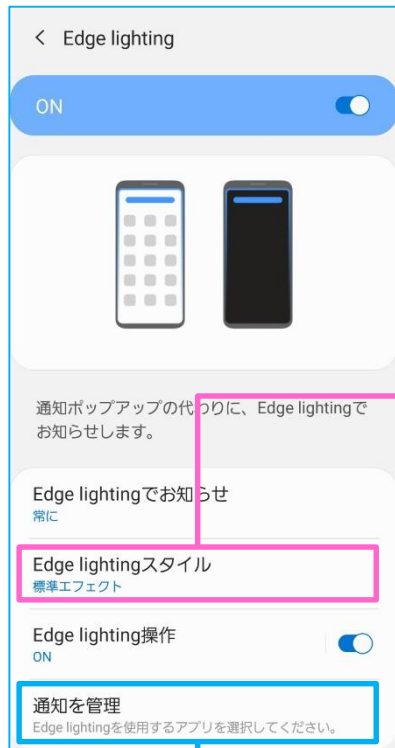 Edge lighting
ON
通知ポップアップの代わりに、Edge lightingで
お知らせします。
Edge lightingでお知らせ
常に
Edge lightingスタイル
標準エフェクト
Edge lighting操作
ON
通知を管理
Edge lightingを使用するアプリを選択してください。